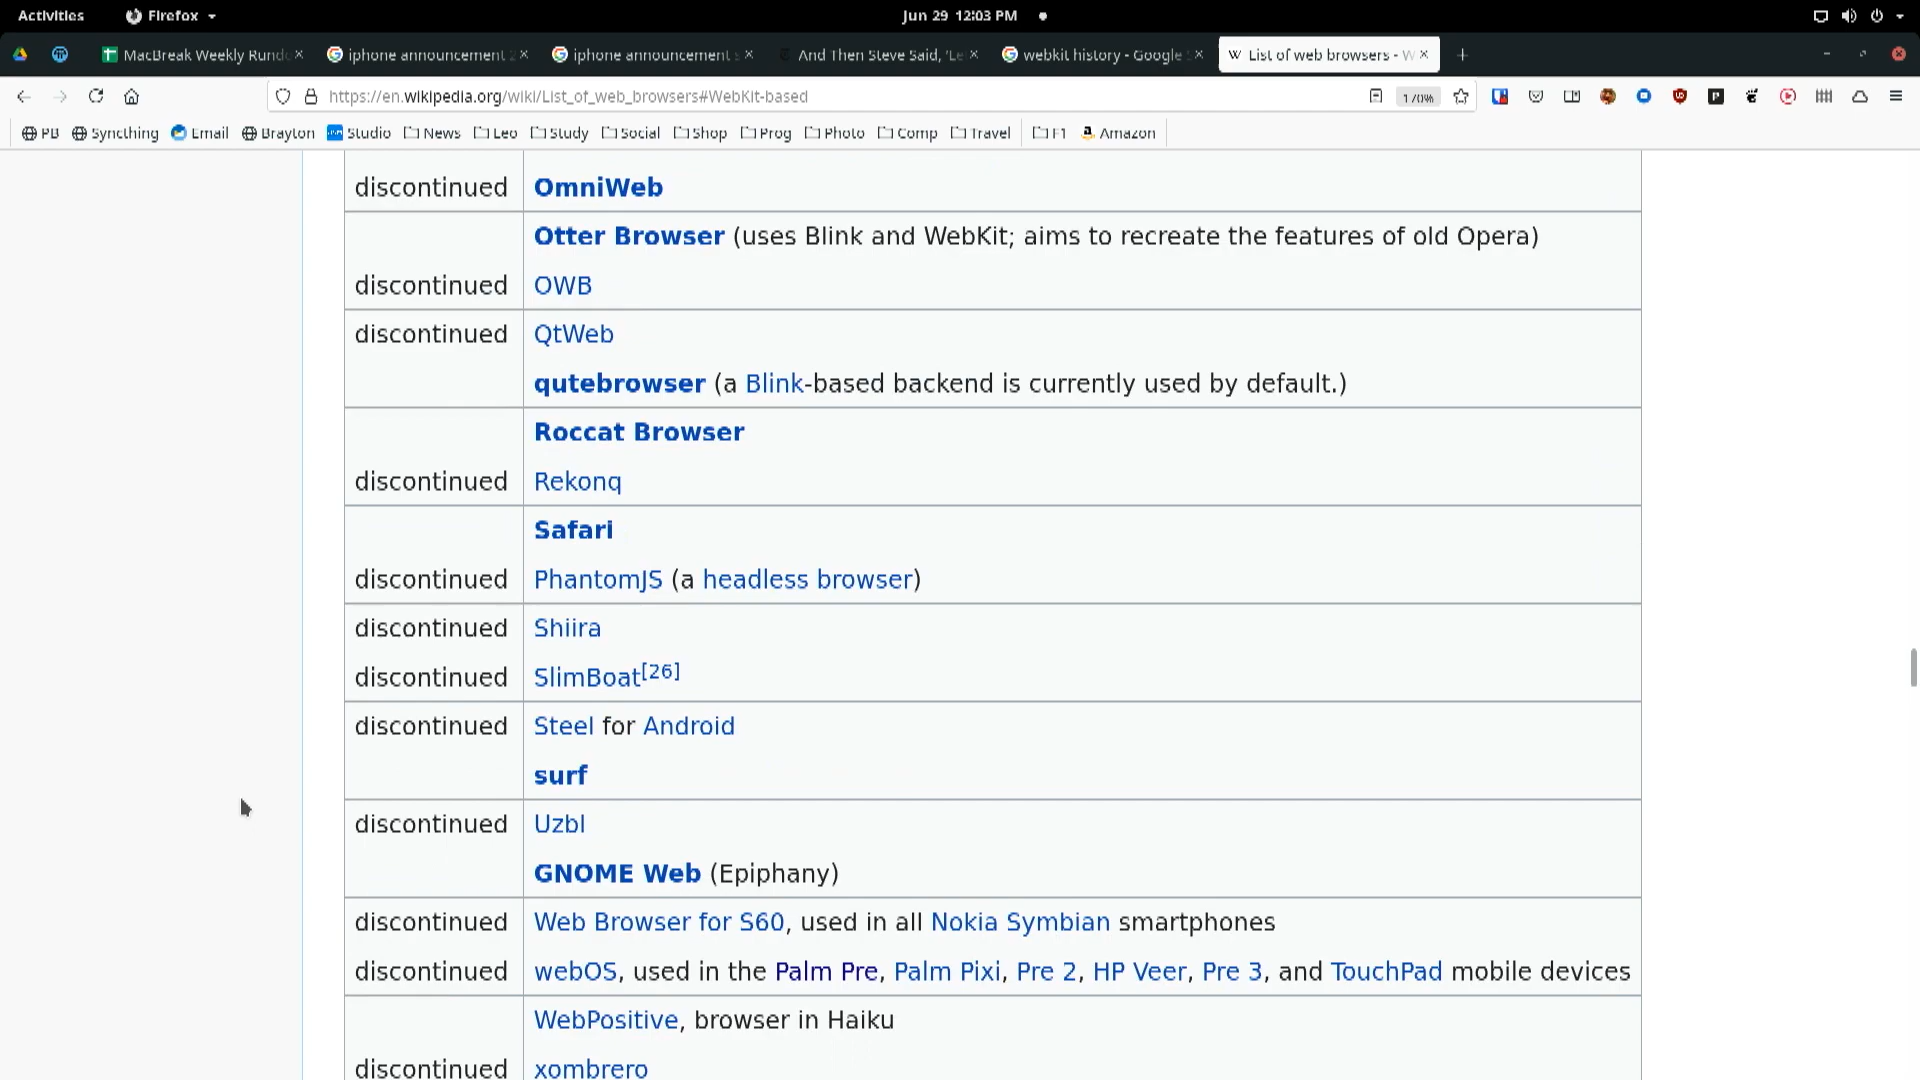 Activities Firefox Jun 29 12:03 PM
MacBreak Weekly Rund iphone announcement iphone announcement And Then Steve Said, 'Le webkit history - Google List of web browsers - W
https://en.wikipedia.org/wiki/List_of_web_browsers#WebKit-based 170%
PB Syncthing Email Brayton Studio News Leo Study Social Shop Prog Photo Comp Travel F1 Amazon
discontinued OmniWeb
Otter Browser (uses Blink and WebKit; aims to recreate the features of old Opera)
discontinued OWB
discontinued QtWeb
qutebrowser (a Blink-based backend is currently used by default.)
Roccat Browser
discontinued Rekonq
Safari
discontinued PhantomJS (a headless browser)
discontinued Shiira
discontinued SlimBoat[26]
discontinued Steel for Android
surf
discontinued Uzbl
GNOME Web (Epiphany)
discontinued Web Browser for S60, used in all Nokia Symbian smartphones
discontinued webOS, used in the Palm Pre, Palm Pixi, Pre 2, HP Veer, Pre 3, and TouchPad mobile devices
WebPositive, browser in Haiku
discontinued xombrero